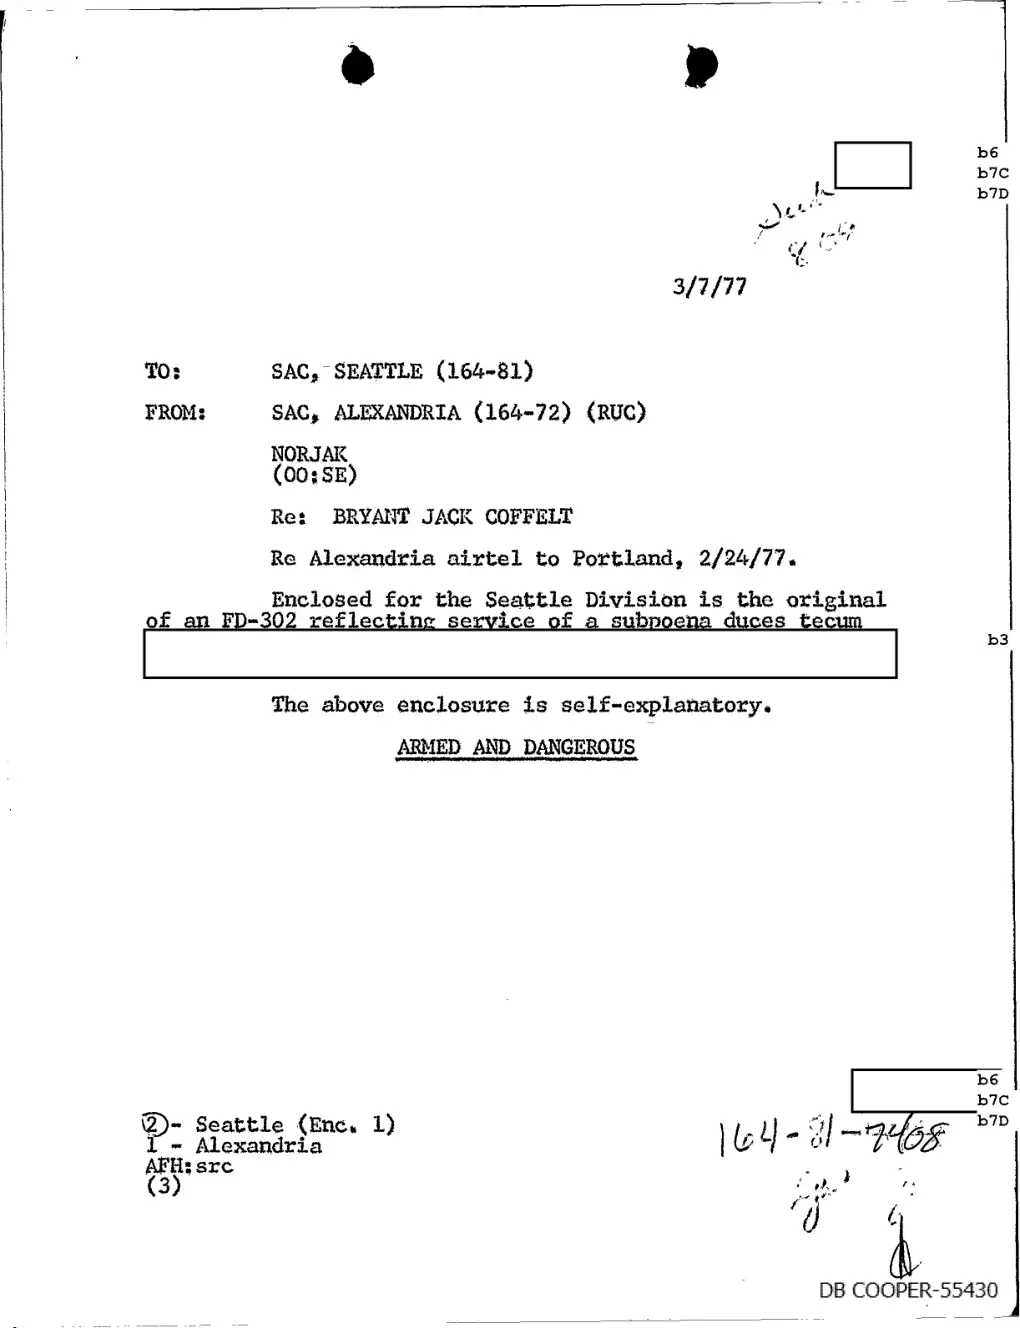 b6
b7C
b7D
Sub
3/7/77
TO: SAC, SEATTLE (164-81)
FROM: SAC, ALEXANDRIA (164-72) (RUC)
NORJAK
(OO:SE)
Re: BRYANT JACK COFFELT
Re Alexandria airtel to Portland, 2/24/77.
Enclosed for the Seattle Division is the original
of an FD-302 reflecting service of a subpoena duces tecum
b3
The above enclosure is self-explanatory.
ARMED AND DANGEROUS
b6
b7C
b7D
2 - Seattle (Enc. 1)
1 - Alexandria
AFH:src
(3)
164-81-7408
DB COOPER-55430